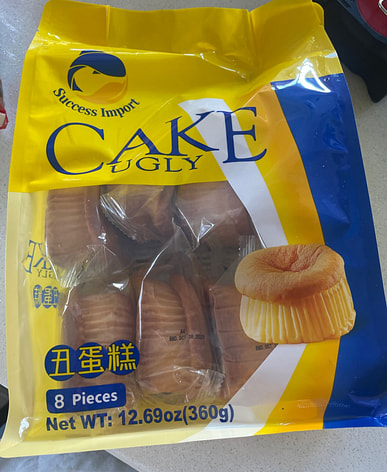 Success Import
CAKE
UGLY
丑蛋糕
8 Pieces
Net WT: 12.69oz(360g)